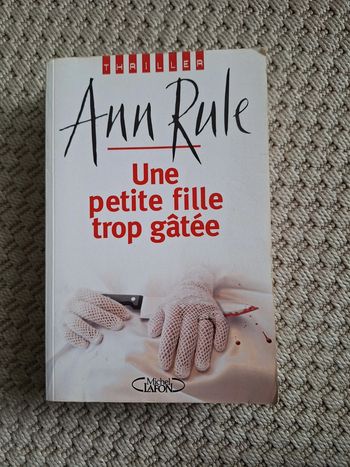 THRILLER
Ann Rule
Une
petite fille
trop gâtée
Michel
LAFON